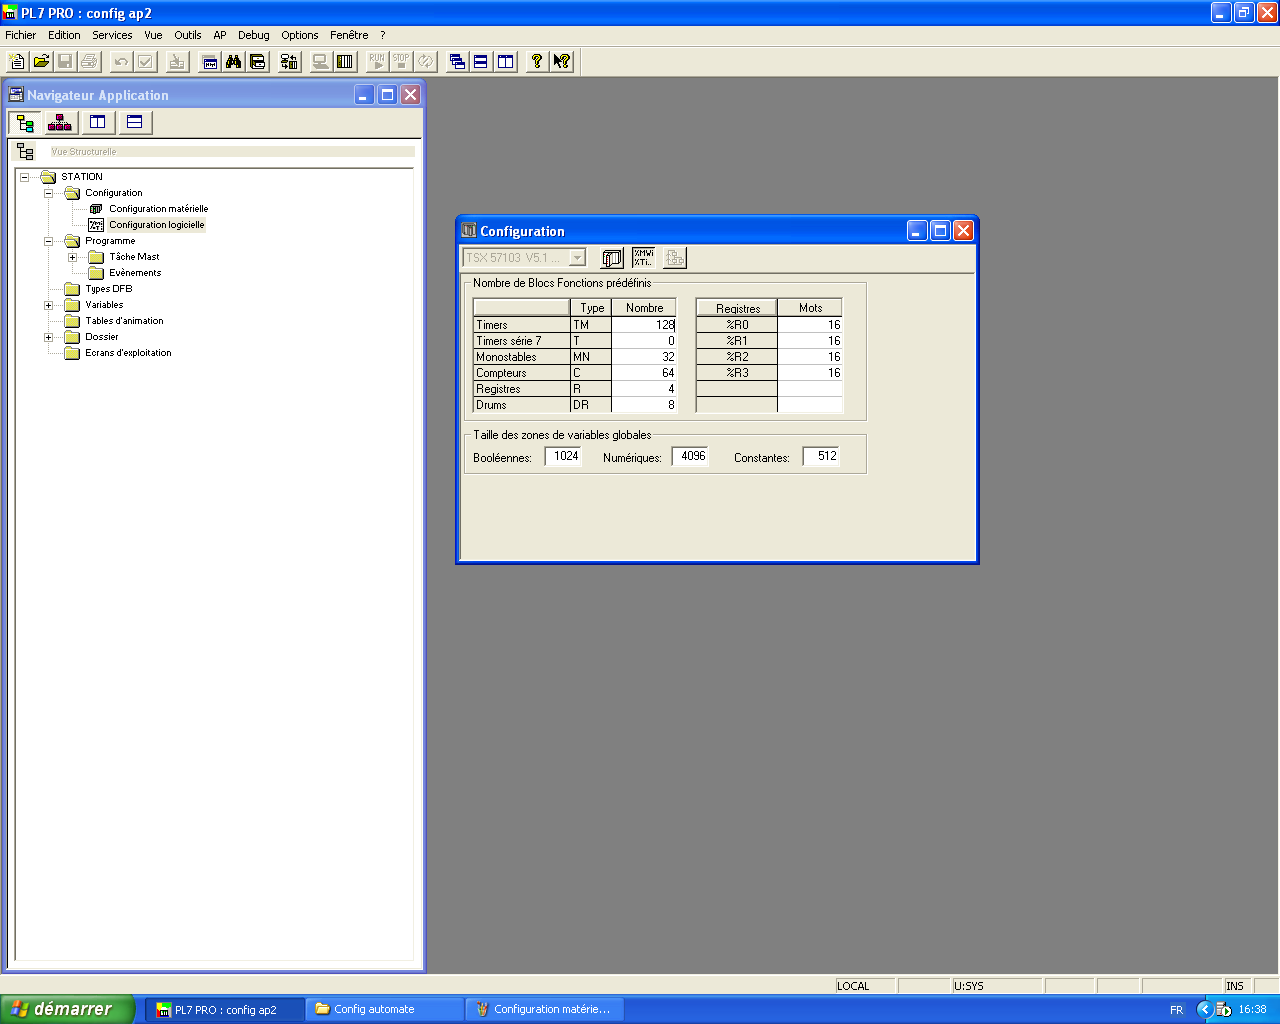 PL7 PRO : config ap2
Fichier Edition Services Vue Outils AP Debug Options Fenêtre ?
RUN STOP
Navigateur Application
Vue Structurelle
STATION
Configuration
Configuration matérielle
Configuration logicielle
Programme
Tâche Mast
Evènements
Types DFB
Variables
Tables d'animation
Dossier
Ecrans d'exploitation
Configuration
TSX 57103 V5.1 ...
%MWi
%Ti..
Nombre de Blocs Fonctions prédéfinis
Type Nombre Registres Mots
Timers TM 128 %R0 16
Timers série 7 T 0 %R1 16
Monostables MN 32 %R2 16
Compteurs C 64 %R3 16
Registres R 4
Drums DR 8
Taille des zones de variables globales
Booléennes: 1024 Numériques: 4096 Constantes: 512
LOCAL U:SYS INS
démarrer PL7 PRO : config ap2 Config automate Configuration matérie... FR 16:38